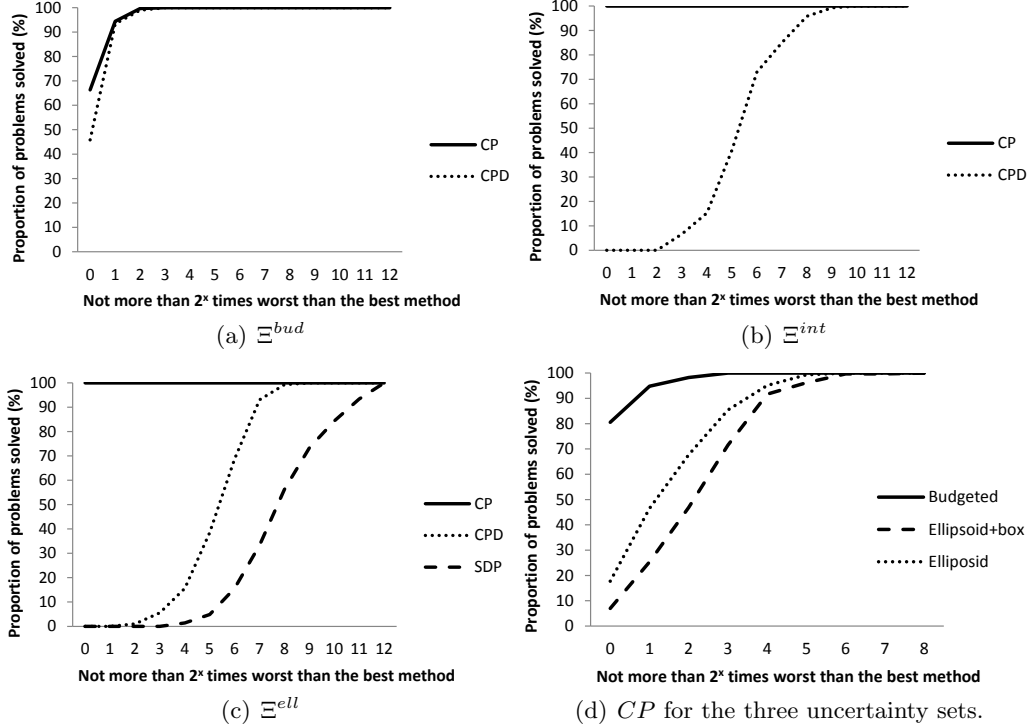 Proportion of problems solved (%)
100
90
80
70
60
50
40
30
20
10
0
0 1 2 3 4 5 6 7 8 9 10 11 12
Not more than 2ˣ times worst than the best method
CP
CPD
(a) Ξ^{bud}
Proportion of problems solved (%)
100
90
80
70
60
50
40
30
20
10
0
0 1 2 3 4 5 6 7 8 9 10 11 12
Not more than 2ˣ times worst than the best method
CP
CPD
(b) Ξ^{int}
Proportion of problems solved (%)
100
90
80
70
60
50
40
30
20
10
0
0 1 2 3 4 5 6 7 8 9 10 11 12
Not more than 2ˣ times worst than the best method
CP
CPD
SDP
(c) Ξ^{ell}
Proportion of problems solved (%)
100
90
80
70
60
50
40
30
20
10
0
0 1 2 3 4 5 6 7 8
Not more than 2ˣ times worst than the best method
Budgeted
Ellipsoid+box
Elliposid
(d) CP for the three uncertainty sets.